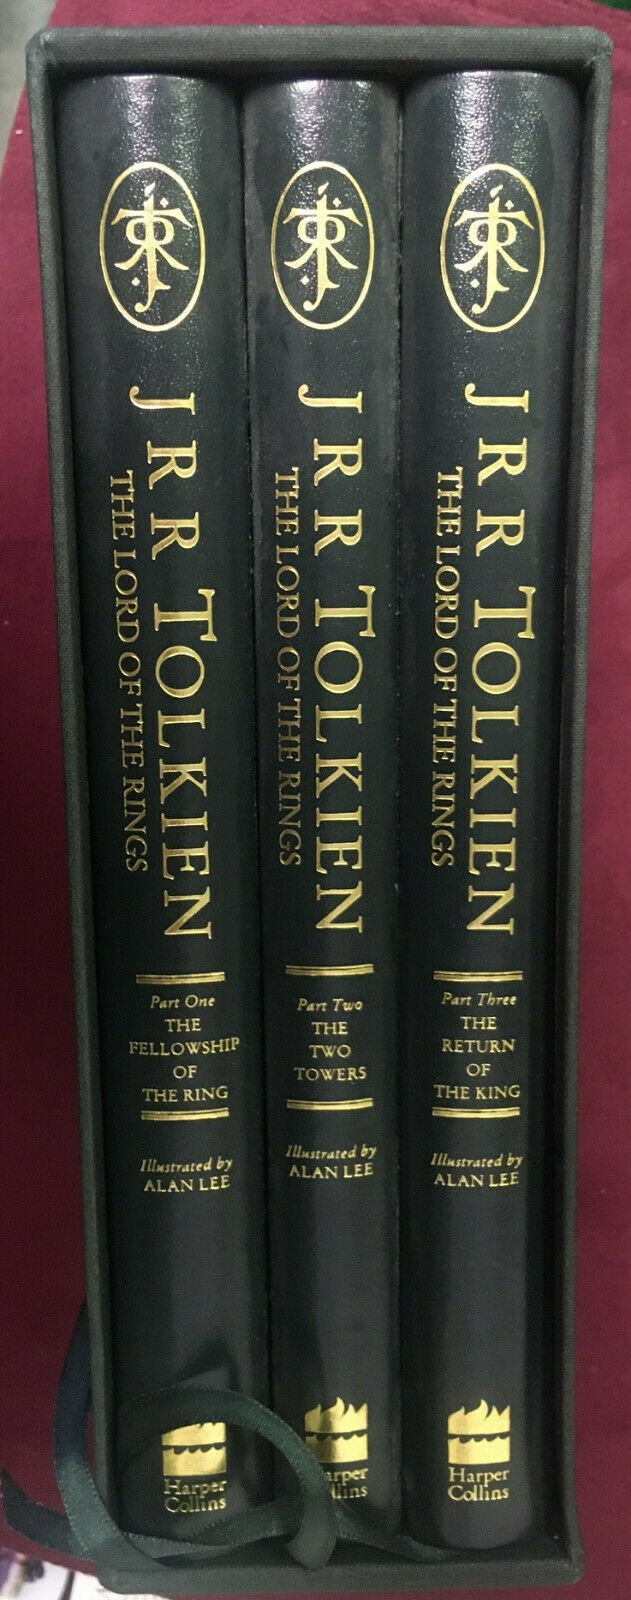 J R R TOLKIEN
THE LORD OF THE RINGS
Part One
THE
FELLOWSHIP
OF
THE RING
Illustrated by
ALAN LEE
Harper
Collins
J R R TOLKIEN
THE LORD OF THE RINGS
Part Two
THE
TWO
TOWERS
Illustrated by
ALAN LEE
J R R TOLKIEN
THE LORD OF THE RINGS
Part Three
THE
RETURN
OF
THE KING
Illustrated by
ALAN LEE
Harper
Collins